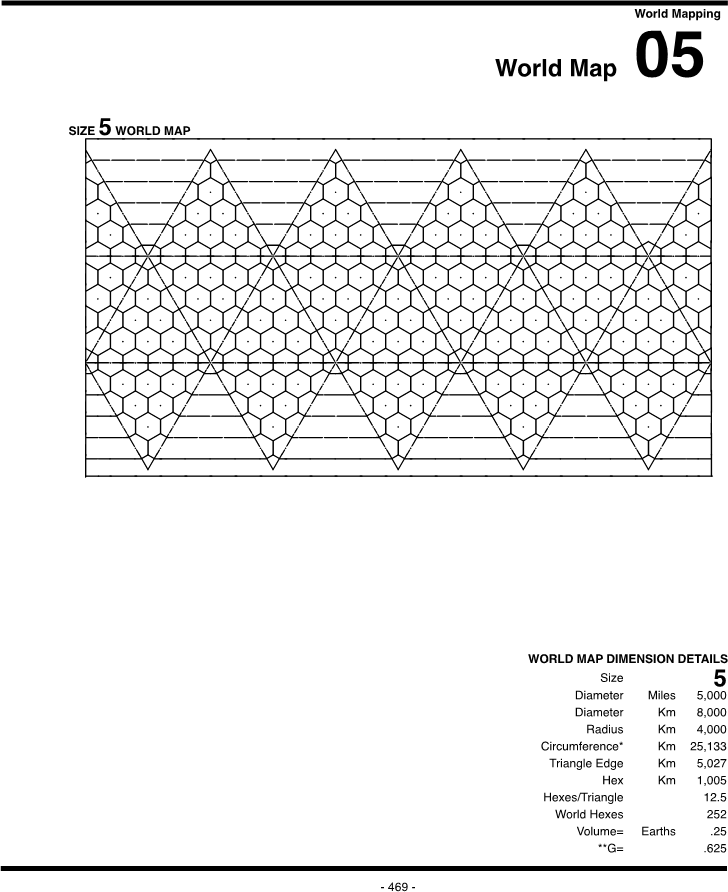 World Mapping
World Map 05
SIZE 5 WORLD MAP
WORLD MAP DIMENSION DETAILS
Size 5
Diameter Miles 5,000
Diameter Km 8,000
Radius Km 4,000
Circumference* Km 25,133
Triangle Edge Km 5,027
Hex Km 1,005
Hexes/Triangle 12.5
World Hexes 252
Volume= Earths .25
**G= .625
- 469 -